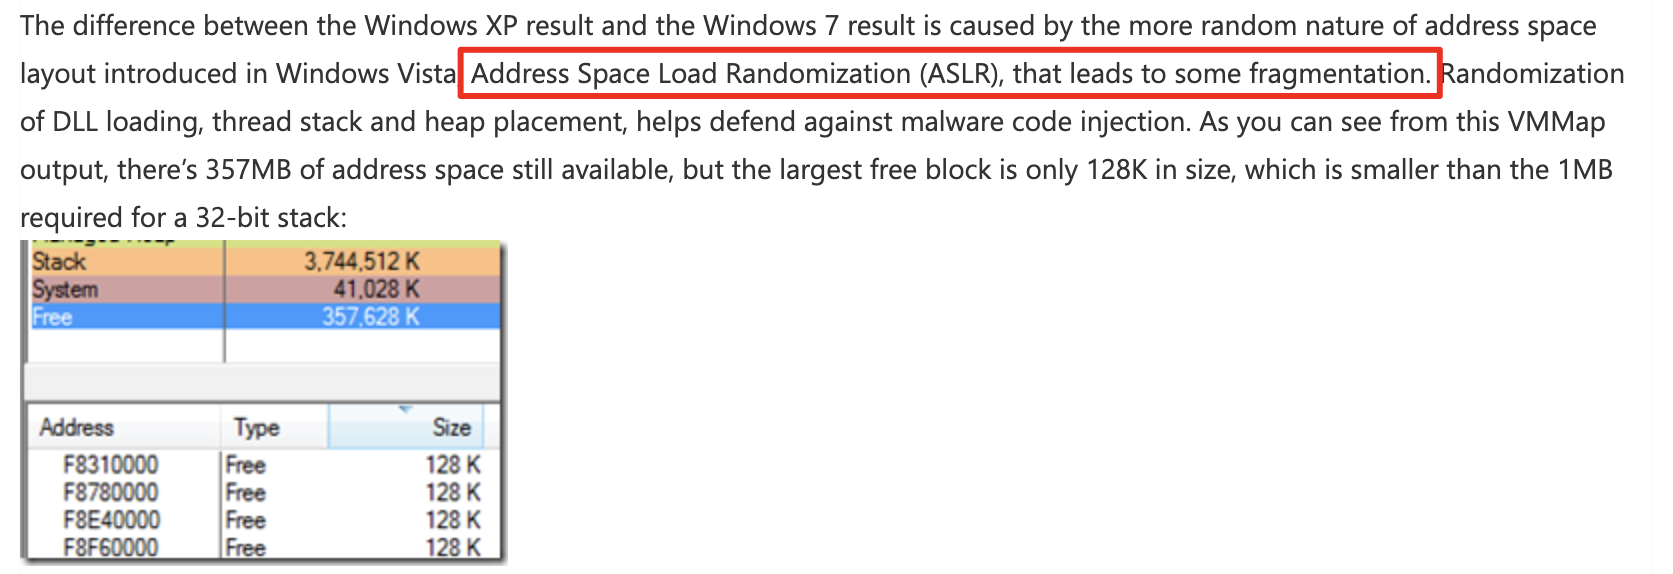 The difference between the Windows XP result and the Windows 7 result is caused by the more random nature of address space
layout introduced in Windows Vista, Address Space Load Randomization (ASLR), that leads to some fragmentation. Randomization
of DLL loading, thread stack and heap placement, helps defend against malware code injection. As you can see from this VMMap
output, there’s 357MB of address space still available, but the largest free block is only 128K in size, which is smaller than the 1MB
required for a 32-bit stack:
Stack 3,744,512 K
System 41,028 K
Free 357,628 K
Address Type Size
F8310000 Free 128 K
F8780000 Free 128 K
F8E40000 Free 128 K
F8F60000 Free 128 K